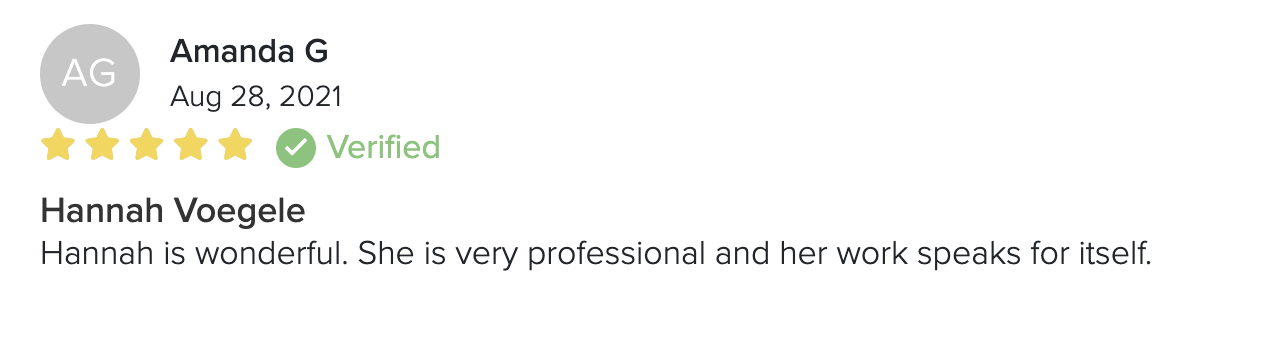 AG
Amanda G
Aug 28, 2021
Verified
Hannah Voegele
Hannah is wonderful. She is very professional and her work speaks for itself.